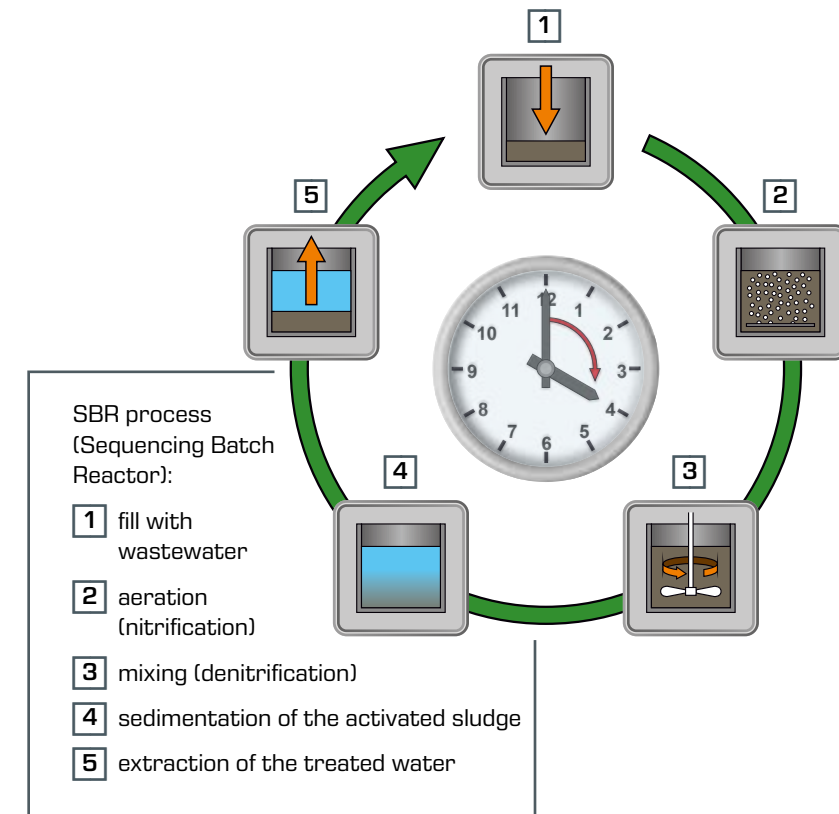 1
2
5
12
1
2
3
4
5
6
7
8
9
10
11
4
3
SBR process
(Sequencing Batch
Reactor):
1 fill with
wastewater
2 aeration
(nitrification)
3 mixing (denitrification)
4 sedimentation of the activated sludge
5 extraction of the treated water